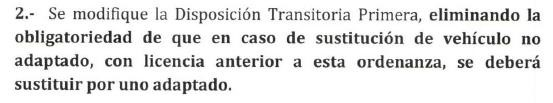 2.- Se modifique la Disposición Transitoria Primera, eliminando la
obligatoriedad de que en caso de sustitución de vehículo no
adaptado, con licencia anterior a esta ordenanza, se deberá
sustituir por uno adaptado.